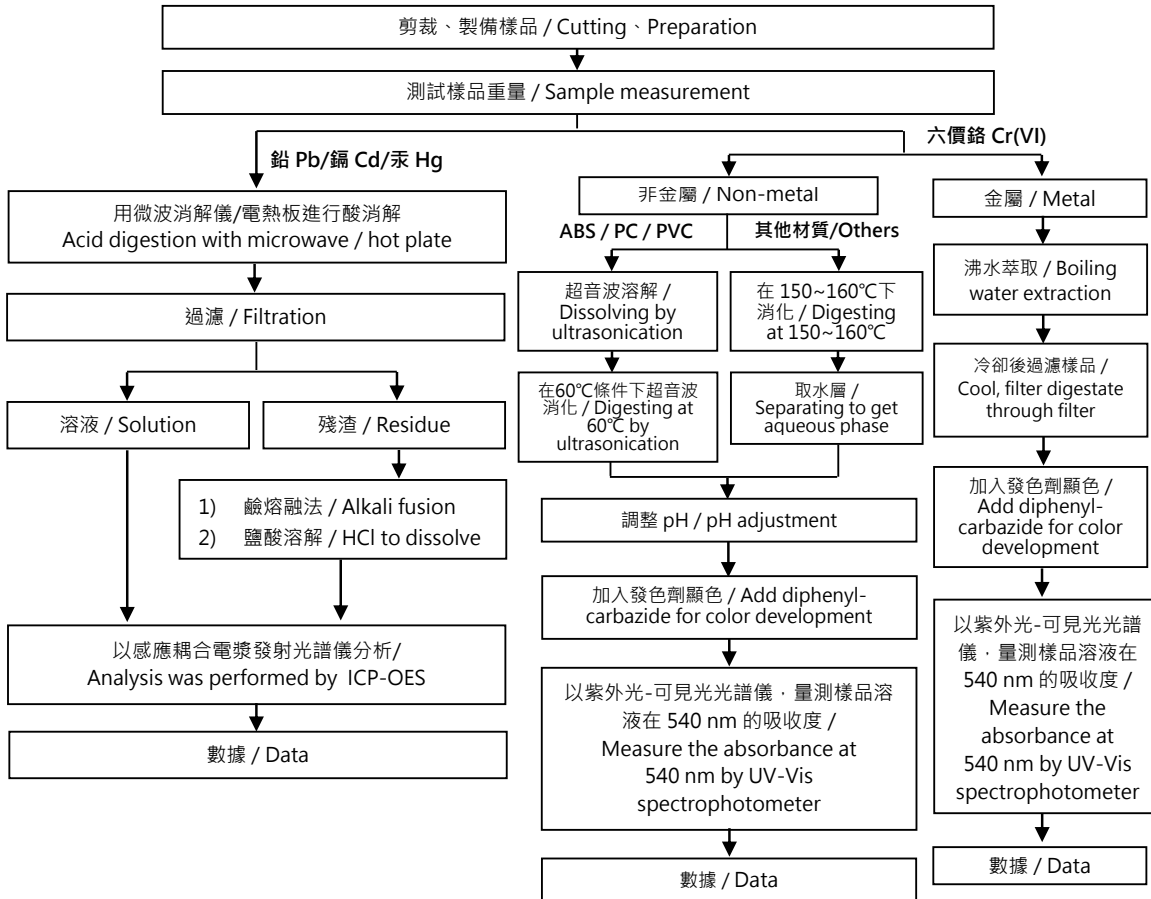 剪裁、製備樣品 / Cutting、Preparation
測試樣品重量 / Sample measurement
鉛 Pb/鎘 Cd/汞 Hg
六價鉻 Cr(VI)
用微波消解儀/電熱板進行酸消解
Acid digestion with microwave / hot plate
過濾 / Filtration
溶液 / Solution
殘渣 / Residue
1) 鹼熔融法 / Alkali fusion
2) 鹽酸溶解 / HCl to dissolve
以感應耦合電漿發射光譜儀分析/
Analysis was performed by ICP-OES
數據 / Data
非金屬 / Non-metal
ABS / PC / PVC
其他材質/Others
超音波溶解 /
Dissolving by
ultrasonication
在 150~160℃下
消化 / Digesting
at 150~160℃
在60℃條件下超音波
消化 / Digesting at
60℃ by
ultrasonication
取水層 /
Separating to get
aqueous phase
調整 pH / pH adjustment
加入發色劑顯色 / Add diphenyl-
carbazide for color development
以紫外光-可見光光譜儀，量測樣品溶
液在 540 nm 的吸收度 /
Measure the absorbance at
540 nm by UV-Vis
spectrophotometer
數據 / Data
金屬 / Metal
沸水萃取 / Boiling
water extraction
冷卻後過濾樣品 /
Cool, filter digestate
through filter
加入發色劑顯色 /
Add diphenyl-
carbazide for color
development
以紫外光-可見光光譜
儀，量測樣品溶液在
540 nm 的吸收度 /
Measure the
absorbance at
540 nm by UV-Vis
spectrophotometer
數據 / Data